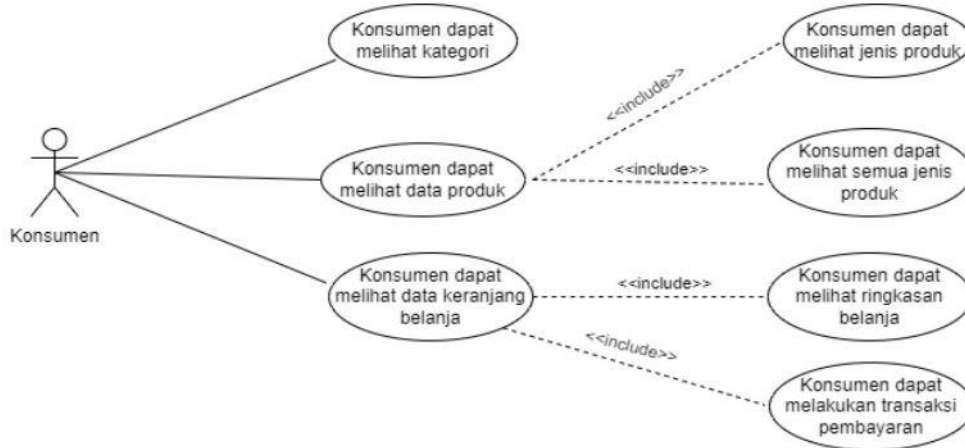 Konsumen dapat
melihat kategori
Konsumen dapat
melihat jenis produk
<<include>>
Konsumen dapat
melihat data produk
<<include>>
Konsumen dapat
melihat semua jenis
produk
Konsumen
Konsumen dapat
melihat data keranjang
belanja
<<include>>
Konsumen dapat
melihat ringkasan
belanja
<<include>>
Konsumen dapat
melakukan transaksi
pembayaran